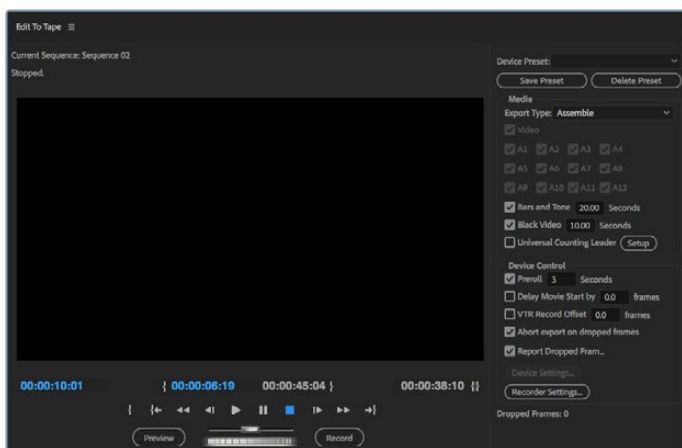 Edit To Tape
Current Sequence: Sequence 02
Stopped.
00:00:10:01
{ 00:00:06:19
00:00:45:04 }
00:00:38:10 {}
Preview
Record
Device Preset:
Save Preset
Delete Preset
Media
Export Type: Assemble
Video
A1 A2 A3 A4
A5 A6 A7 A8
A9 A10 A11 A12
Bars and Tone 20.00 Seconds
Black Video 10.00 Seconds
Universal Counting Leader Setup
Device Control
Preroll 3 Seconds
Delay Movie Start by 0.0 frames
VTR Record Offset 0.0 frames
Abort export on dropped frames
Report Dropped Fram...
Device Settings...
Recorder Settings...
Dropped Frames: 0